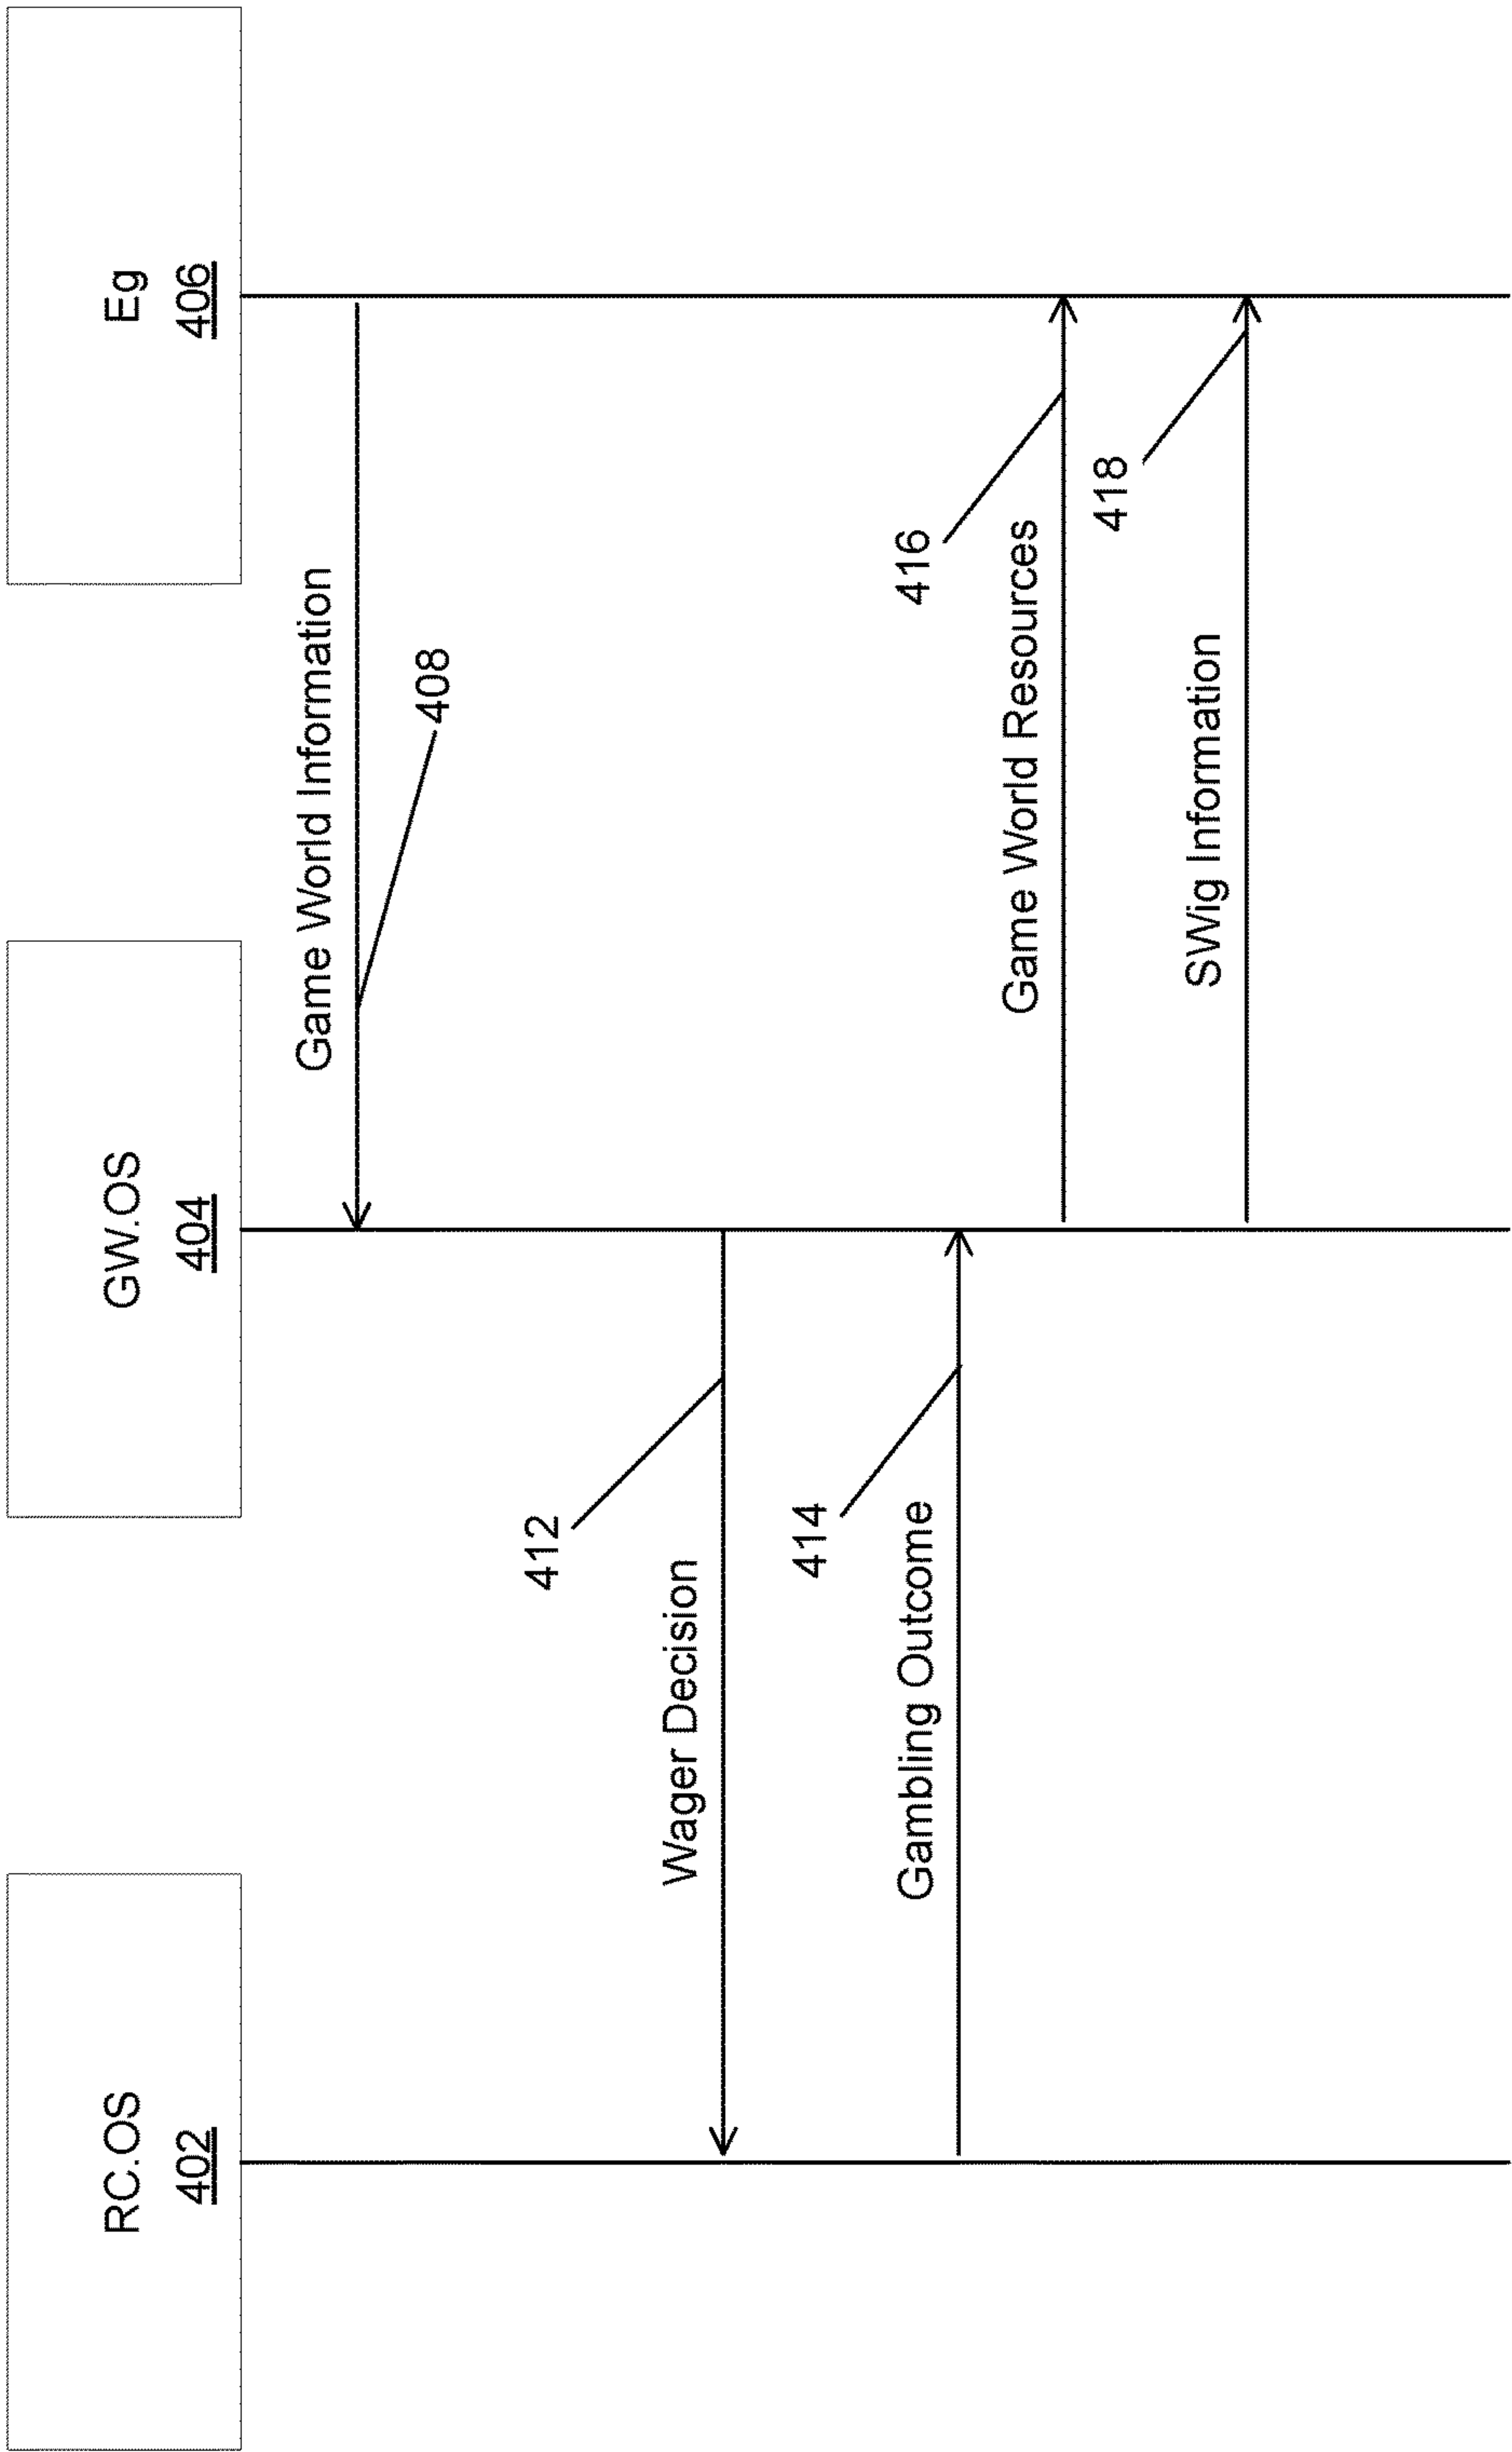 RC.OS
402
GW.OS
404
Eg
406
Game World Information
408
412
Wager Decision
414
Gambling Outcome
416
Game World Resources
418
SWig Information